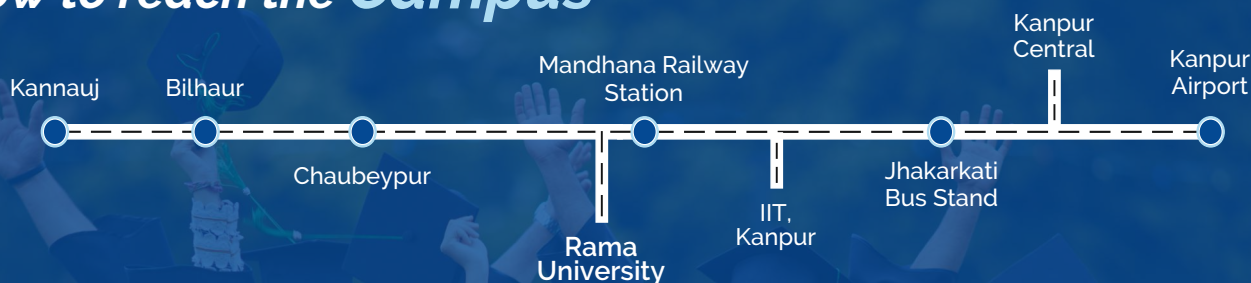 to reach the Campus
Kannauj
Bilhaur
Chaubeypur
Mandhana Railway
Station
Rama
University
IIT,
Kanpur
Jhakarkati
Bus Stand
Kanpur
Central
Kanpur
Airport